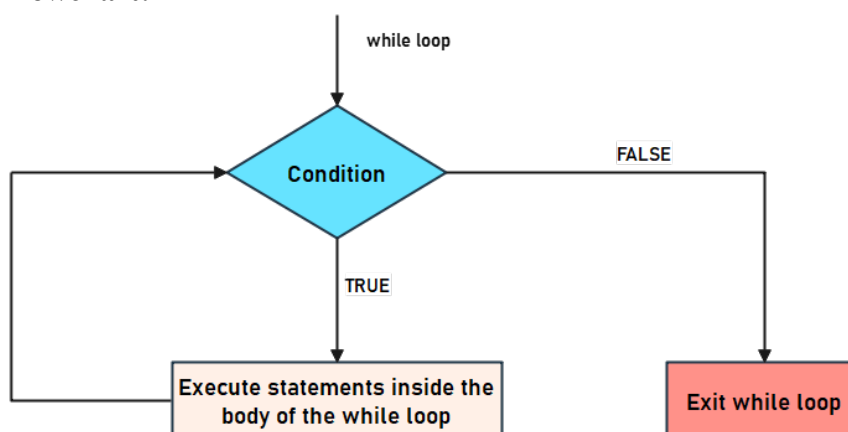 while loop
Condition
FALSE
TRUE
Execute statements inside the
body of the while loop
Exit while loop